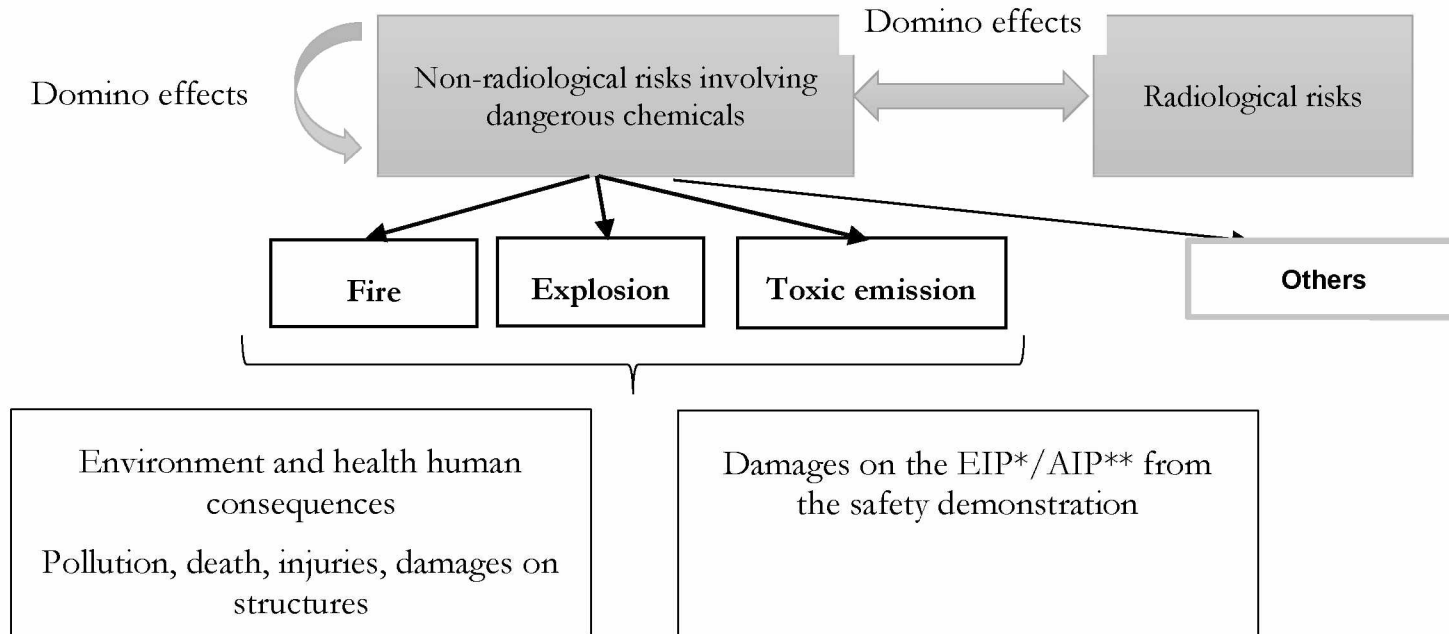 Domino effects
Domino effects
Non-radiological risks involving
dangerous chemicals
Radiological risks
Fire
Explosion
Toxic emission
Others
Environment and health human
consequences
Pollution, death, injuries, damages on
structures
Damages on the EIP*/AIP** from
the safety demonstration